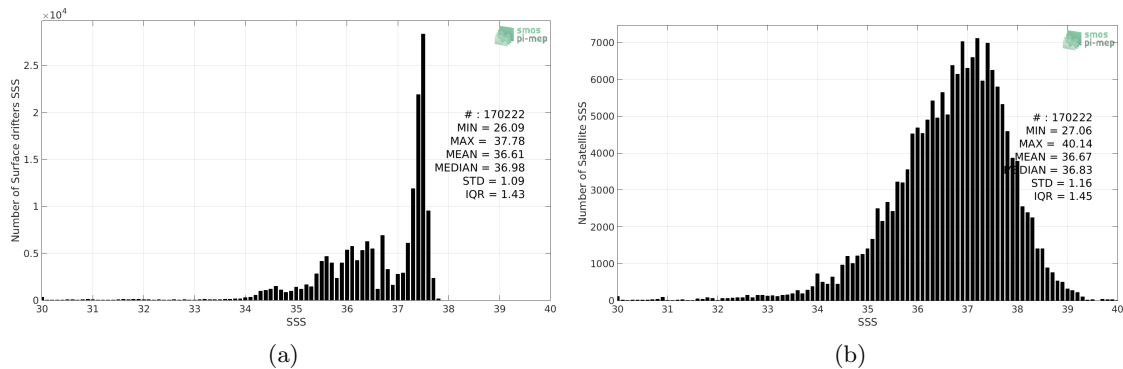 ×10⁴
smos
pi-mep
Number of Surface drifters SSS
2.5
2
1.5
1
0.5
0
# : 170222
MIN = 26.09
MAX = 37.78
MEAN = 36.61
MEDIAN = 36.98
STD = 1.09
IQR = 1.43
30 31 32 33 34 35 36 37 38 39 40
SSS
(a)
smos
pi-mep
Number of Satellite SSS
7000
6000
5000
4000
3000
2000
1000
0
# : 170222
MIN = 27.06
MAX = 40.14
MEAN = 36.67
MEDIAN = 36.83
STD = 1.16
IQR = 1.45
30 31 32 33 34 35 36 37 38 39 40
SSS
(b)